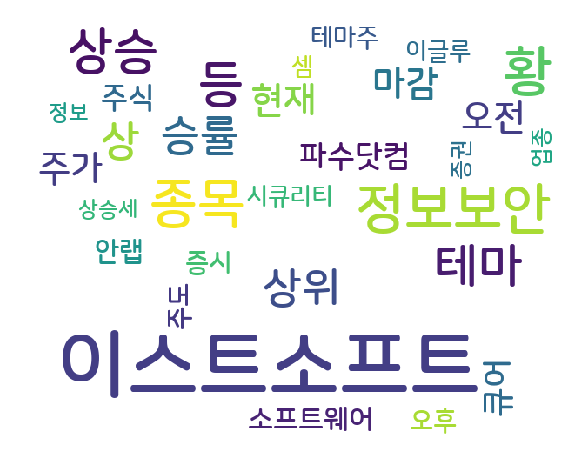 테마주
이글루
상승
셈
등
마감
황
주식
현재
정보
오전
상
승률
파수닷컴
증권
업종
주가
종목
시큐리티
정보보안
상승세
안랩
증시
테마
상위
주도
이스트소프트
큐어
소프트웨어
오후